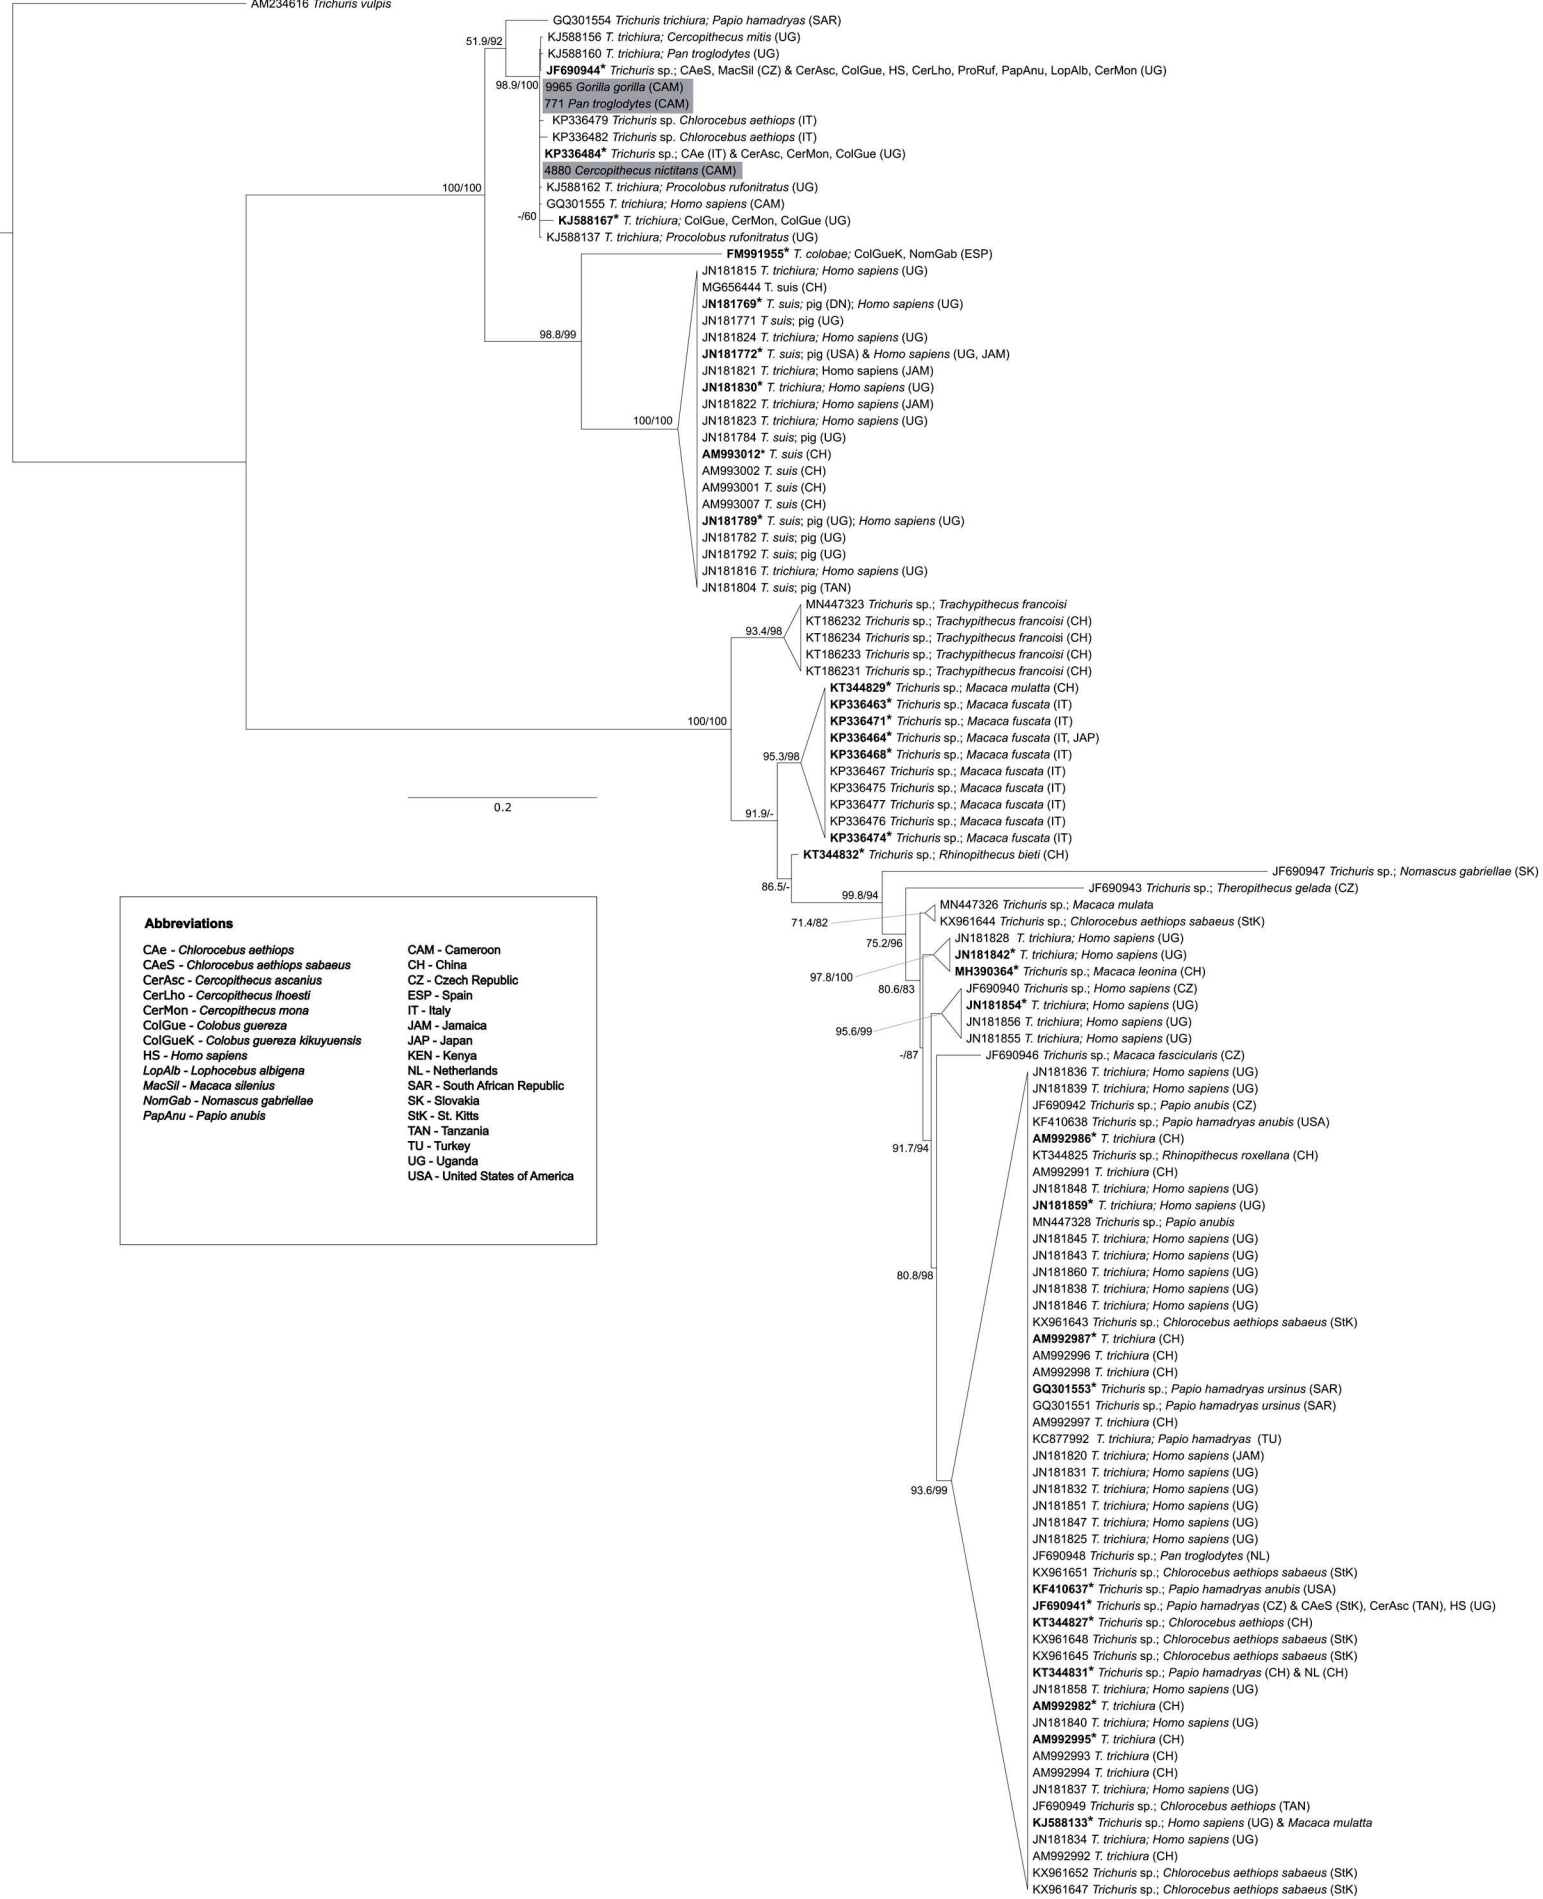 AM234616 Trichuris vulpis
GQ301554 Trichuris trichiura; Papio hamadryas (SAR)
51.9/92
KJ588156 T. trichiura; Cercopithecus mitis (UG)
KJ588160 T. trichiura; Pan troglodytes (UG)
JF690944* Trichuris sp.; CAeS, MacSil (CZ) & CerAsc, ColGue, HS, CerLho, ProRuf, PapAnu, LopAlb, CerMon (UG)
98.9/100
9965 Gorilla gorilla (CAM)
771 Pan troglodytes (CAM)
KP336479 Trichuris sp. Chlorocebus aethiops (IT)
KP336482 Trichuris sp. Chlorocebus aethiops (IT)
KP336484* Trichuris sp.; CAe (IT) & CerAsc, CerMon, ColGue (UG)
4880 Cercopithecus nictitans (CAM)
100/100
KJ588162 T. trichiura; Procolobus rufonitratus (UG)
GQ301555 T. trichiura; Homo sapiens (CAM)
-/60
KJ588167* T. trichiura; ColGue, CerMon, ColGue (UG)
KJ588137 T. trichiura; Procolobus rufonitratus (UG)
FM991955* T. colobae; ColGueK, NomGab (ESP)
JN181815 T. trichiura; Homo sapiens (UG)
MG656444 T. suis (CH)
JN181769* T. suis; pig (DN); Homo sapiens (UG)
JN181771 T suis; pig (UG)
98.8/99
JN181824 T. trichiura; Homo sapiens (UG)
JN181772* T. suis; pig (USA) & Homo sapiens (UG, JAM)
JN181821 T. trichiura; Homo sapiens (JAM)
JN181830* T. trichiura; Homo sapiens (UG)
JN181822 T. trichiura; Homo sapiens (JAM)
100/100
JN181823 T. trichiura; Homo sapiens (UG)
JN181784 T. suis; pig (UG)
AM993012* T. suis (CH)
AM993002 T. suis (CH)
AM993001 T. suis (CH)
AM993007 T. suis (CH)
JN181789* T. suis; pig (UG); Homo sapiens (UG)
JN181782 T. suis; pig (UG)
JN181792 T. suis; pig (UG)
JN181816 T. trichiura; Homo sapiens (UG)
JN181804 T. suis; pig (TAN)
MN447323 Trichuris sp.; Trachypithecus francoisi
KT186232 Trichuris sp.; Trachypithecus francoisi (CH)
93.4/98
KT186234 Trichuris sp.; Trachypithecus francoisi (CH)
KT186233 Trichuris sp.; Trachypithecus francoisi (CH)
KT186231 Trichuris sp.; Trachypithecus francoisi (CH)
KT344829* Trichuris sp.; Macaca mulatta (CH)
KP336463* Trichuris sp.; Macaca fuscata (IT)
100/100
KP336471* Trichuris sp.; Macaca fuscata (IT)
KP336464* Trichuris sp.; Macaca fuscata (IT, JAP)
95.3/98
KP336468* Trichuris sp.; Macaca fuscata (IT)
KP336467 Trichuris sp.; Macaca fuscata (IT)
KP336475 Trichuris sp.; Macaca fuscata (IT)
KP336477 Trichuris sp.; Macaca fuscata (IT)
0.2
91.9/-
KP336476 Trichuris sp.; Macaca fuscata (IT)
KP336474* Trichuris sp.; Macaca fuscata (IT)
KT344832* Trichuris sp.; Rhinopithecus bieti (CH)
JF690947 Trichuris sp.; Nomascus gabriellae (SK)
86.5/-
JF690943 Trichuris sp.; Theropithecus gelada (CZ)
99.8/94
MN447326 Trichuris sp.; Macaca mulata
71.4/82
KX961644 Trichuris sp.; Chlorocebus aethiops sabaeus (StK)
JN181828 T. trichiura; Homo sapiens (UG)
75.2/96
JN181842* T. trichiura; Homo sapiens (UG)
97.8/100
MH390364* Trichuris sp.; Macaca leonina (CH)
80.6/83
JF690940 Trichuris sp.; Homo sapiens (CZ)
JN181854* T. trichiura; Homo sapiens (UG)
JN181856 T. trichiura; Homo sapiens (UG)
95.6/99
JN181855 T. trichiura; Homo sapiens (UG)
-/87
JF690946 Trichuris sp.; Macaca fascicularis (CZ)
JN181836 T. trichiura; Homo sapiens (UG)
JN181839 T. trichiura; Homo sapiens (UG)
JF690942 Trichuris sp.; Papio anubis (CZ)
KF410638 Trichuris sp.; Papio hamadryas anubis (USA)
AM992986* T. trichiura (CH)
91.7/94
KT344825 Trichuris sp.; Rhinopithecus roxellana (CH)
AM992991 T. trichiura (CH)
JN181848 T. trichiura; Homo sapiens (UG)
JN181859* T. trichiura; Homo sapiens (UG)
MN447328 Trichuris sp.; Papio anubis
JN181845 T. trichiura; Homo sapiens (UG)
JN181843 T. trichiura; Homo sapiens (UG)
80.8/98
JN181860 T. trichiura; Homo sapiens (UG)
JN181838 T. trichiura; Homo sapiens (UG)
JN181846 T. trichiura; Homo sapiens (UG)
KX961643 Trichuris sp.; Chlorocebus aethiops sabaeus (StK)
AM992987* T. trichiura (CH)
AM992996 T. trichiura (CH)
AM992998 T. trichiura (CH)
GQ301553* Trichuris sp.; Papio hamadryas ursinus (SAR)
GQ301551 Trichuris sp.; Papio hamadryas ursinus (SAR)
AM992997 T. trichiura (CH)
KC877992 T. trichiura; Papio hamadryas (TU)
JN181820 T. trichiura; Homo sapiens (JAM)
JN181831 T. trichiura; Homo sapiens (UG)
93.6/99
JN181832 T. trichiura; Homo sapiens (UG)
JN181851 T. trichiura; Homo sapiens (UG)
JN181847 T. trichiura; Homo sapiens (UG)
JN181825 T. trichiura; Homo sapiens (UG)
JF690948 Trichuris sp.; Pan troglodytes (NL)
KX961651 Trichuris sp.; Chlorocebus aethiops sabaeus (StK)
KF410637* Trichuris sp.; Papio hamadryas anubis (USA)
JF690941* Trichuris sp.; Papio hamadryas (CZ) & CAeS (StK), CerAsc (TAN), HS (UG)
KT344827* Trichuris sp.; Chlorocebus aethiops (CH)
KX961648 Trichuris sp.; Chlorocebus aethiops sabaeus (StK)
KX961645 Trichuris sp.; Chlorocebus aethiops sabaeus (StK)
KT344831* Trichuris sp.; Papio hamadryas (CH) & NL (CH)
JN181858 T. trichiura; Homo sapiens (UG)
AM992982* T. trichiura (CH)
JN181840 T. trichiura; Homo sapiens (UG)
AM992995* T. trichiura (CH)
AM992993 T. trichiura (CH)
AM992994 T. trichiura (CH)
JN181837 T. trichiura; Homo sapiens (UG)
JF690949 Trichuris sp.; Chlorocebus aethiops (TAN)
KJ588133* Trichuris sp.; Homo sapiens (UG) & Macaca mulatta
JN181834 T. trichiura; Homo sapiens (UG)
AM992992 T. trichiura (CH)
KX961652 Trichuris sp.; Chlorocebus aethiops sabaeus (StK)
KX961647 Trichuris sp.; Chlorocebus aethiops sabaeus (StK)
Abbreviations
CAe - Chlorocebus aethiops
CAeS - Chlorocebus aethiops sabaeus
CerAsc - Cercopithecus ascanius
CerLho - Cercopithecus lhoesti
CerMon - Cercopithecus mona
ColGue - Colobus guereza
ColGueK - Colobus guereza kikuyuensis
HS - Homo sapiens
LopAlb - Lophocebus albigena
MacSil - Macaca silenius
NomGab - Nomascus gabriellae
PapAnu - Papio anubis
CAM - Cameroon
CH - China
CZ - Czech Republic
ESP - Spain
IT - Italy
JAM - Jamaica
JAP - Japan
KEN - Kenya
NL - Netherlands
SAR - South African Republic
SK - Slovakia
StK - St. Kitts
TAN - Tanzania
TU - Turkey
UG - Uganda
USA - United States of America